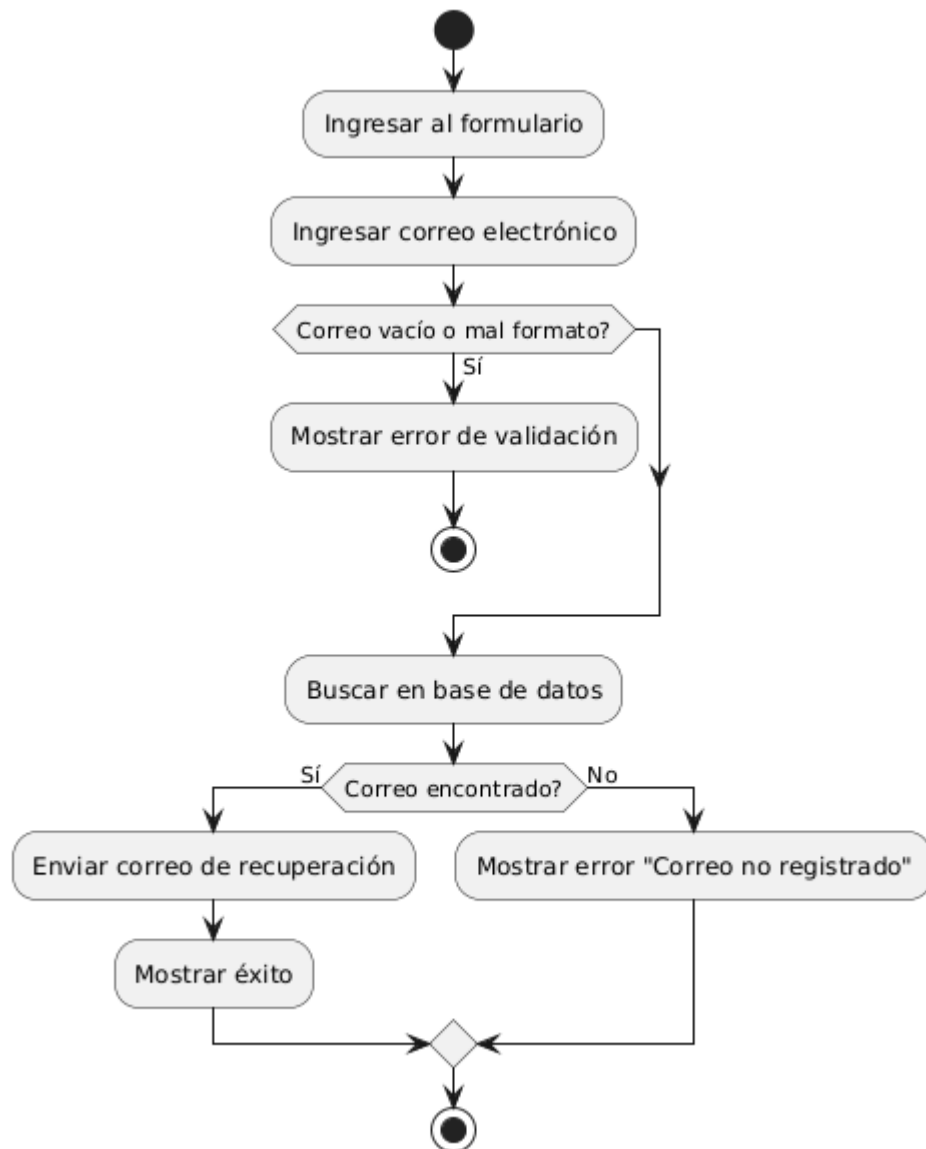 Ingresar al formulario
Ingresar correo electrónico
Correo vacío o mal formato?
Sí
Mostrar error de validación
Buscar en base de datos
Sí
Correo encontrado?
No
Enviar correo de recuperación
Mostrar error "Correo no registrado"
Mostrar éxito